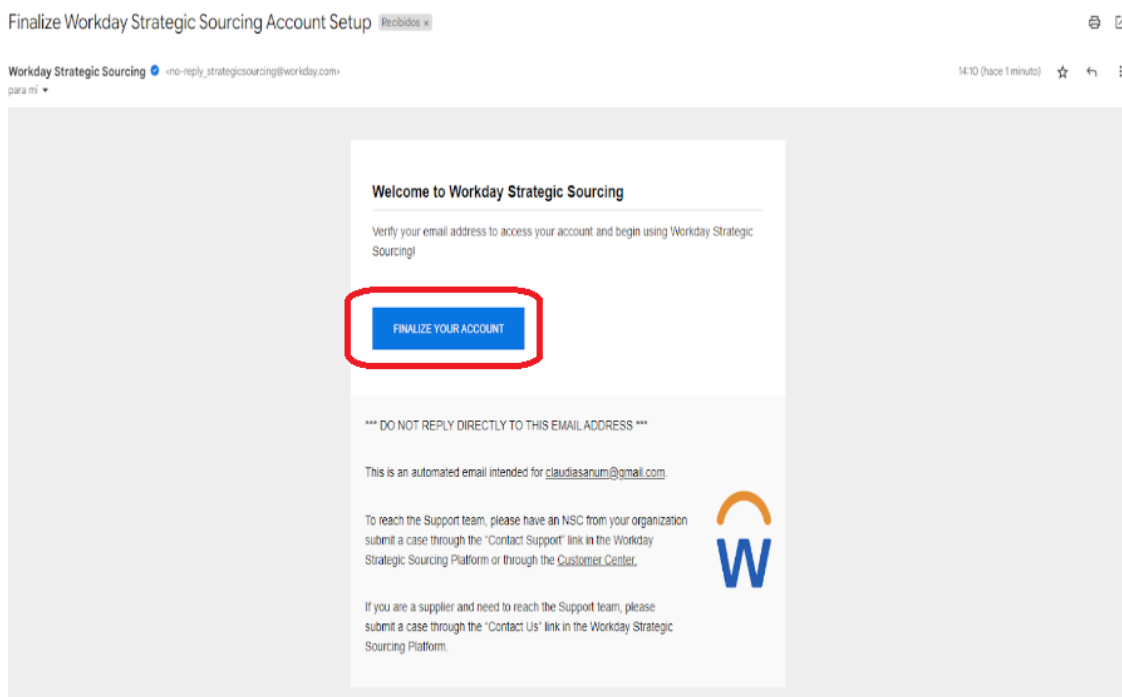 Finalize Workday Strategic Sourcing Account Setup Recibidos x
Workday Strategic Sourcing <no-reply_strategicsourcing@workday.com> 14:10 (hace 1 minuto)
para mí
Welcome to Workday Strategic Sourcing
Verify your email address to access your account and begin using Workday Strategic
Sourcing!
FINALIZE YOUR ACCOUNT
*** DO NOT REPLY DIRECTLY TO THIS EMAIL ADDRESS ***
This is an automated email intended for claudiasanum@gmail.com.
To reach the Support team, please have an NSC from your organization
submit a case through the "Contact Support" link in the Workday
Strategic Sourcing Platform or through the Customer Center.
W
If you are a supplier and need to reach the Support team, please
submit a case through the "Contact Us" link in the Workday Strategic
Sourcing Platform.